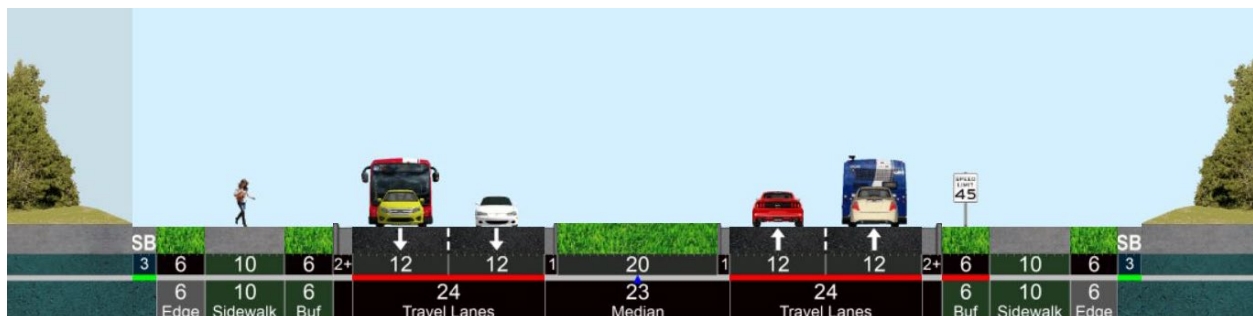 SPEED
LIMIT
45
SB SB
3 6 10 6 2+ 12 12 1 20 1 12 12 2+ 6 10 6 3
6 10 6 24 23 24 6 10 6
Edge Sidewalk Buf Travel Lanes Median Travel Lanes Buf Sidewalk Edge